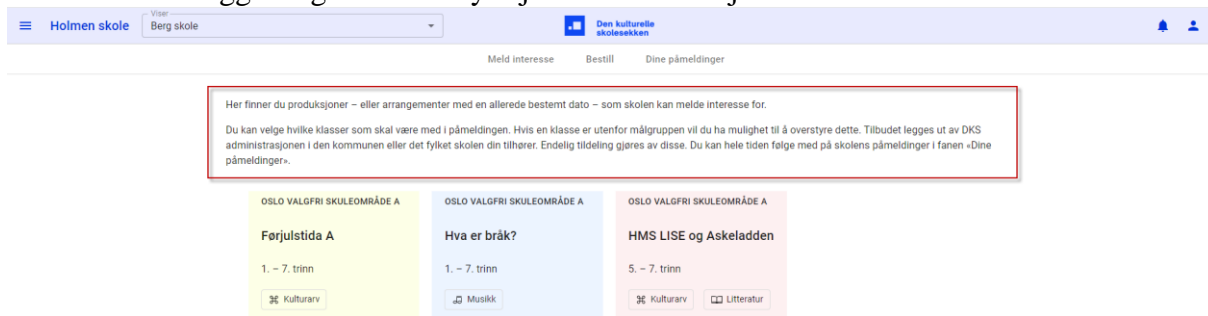 Holmen skole
Viser
Berg skole
Den kulturelle
skolesekken
Meld interesse Bestill Dine påmeldinger
Her finner du produksjoner – eller arrangementer med en allerede bestemt dato – som skolen kan melde interesse for.
Du kan velge hvilke klasser som skal være med i påmeldingen. Hvis en klasse er utenfor målgruppen vil du ha mulighet til å overstyre dette. Tilbudet legges ut av DKS
administrasjonen i den kommunen eller det fylket skolen din tilhører. Endelig tildeling gjøres av disse. Du kan hele tiden følge med på skolens påmeldinger i fanen «Dine
påmeldinger».
OSLO VALGFRI SKULEOMRÅDE A
Førjulstida A
1. – 7. trinn
Kulturarv
OSLO VALGFRI SKULEOMRÅDE A
Hva er bråk?
1. – 7. trinn
Musikk
OSLO VALGFRI SKULEOMRÅDE A
HMS LISE og Askeladden
5. – 7. trinn
Kulturarv Litteratur